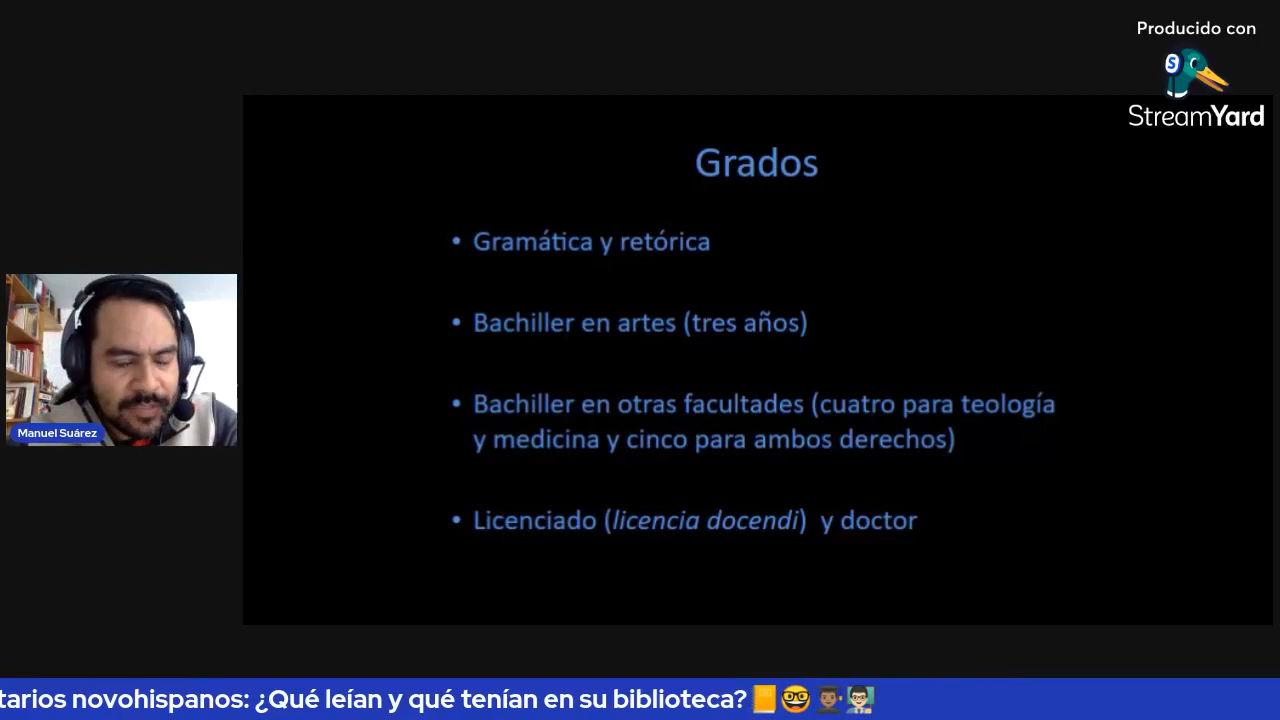 Producido con
StreamYard
Grados
• Gramática y retórica
• Bachiller en artes (tres años)
• Bachiller en otras facultades (cuatro para teología
y medicina y cinco para ambos derechos)
• Licenciado (licencia docendi) y doctor
Manuel Suárez
tarios novohispanos: ¿Qué leían y qué tenían en su biblioteca?